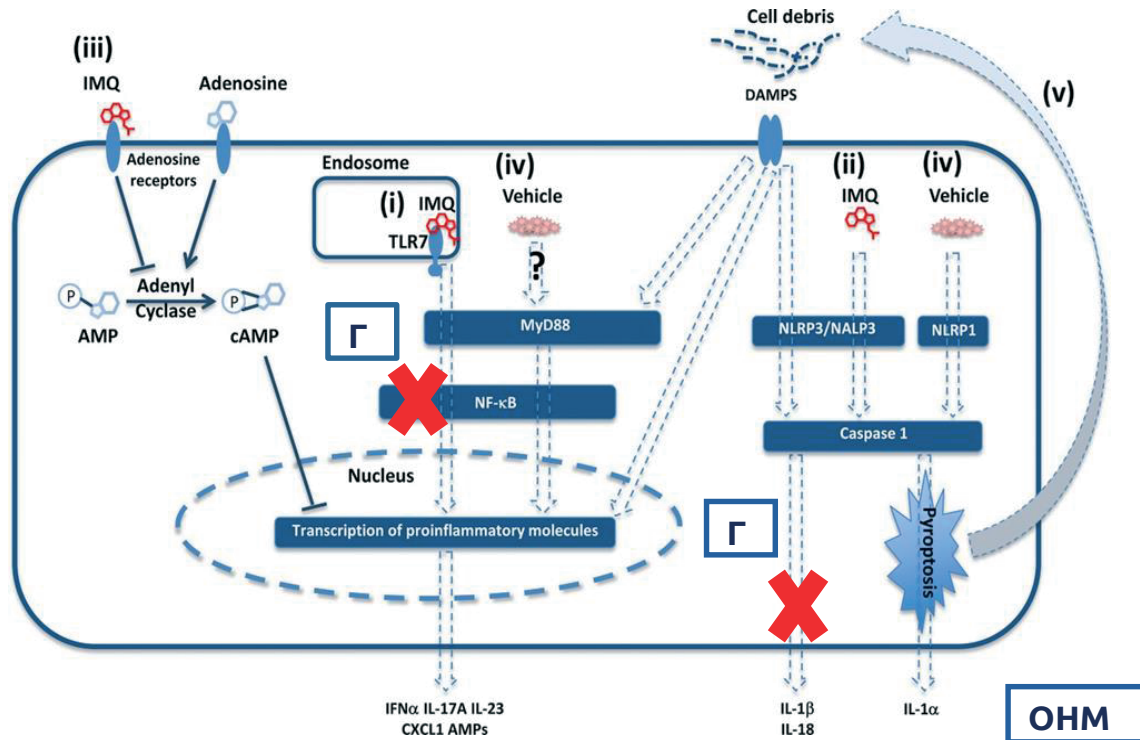 Cell debris
(iii)
IMQ
Adenosine
DAMPS
(v)
Adenosine
receptors
Endosome
(iv)
Vehicle
(ii)
IMQ
(iv)
Vehicle
(i)
IMQ
TLR7
?
P
AMP
Adenyl
Cyclase
P
cAMP
Г
MyD88
NLRP3/NALP3
NLRP1
NF-κB
Caspase 1
Nucleus
Transcription of proinflammatory molecules
Г
Pyroptosis
IFNα IL-17A IL-23
CXCL1 AMPs
IL-1β
IL-18
IL-1α
OHM